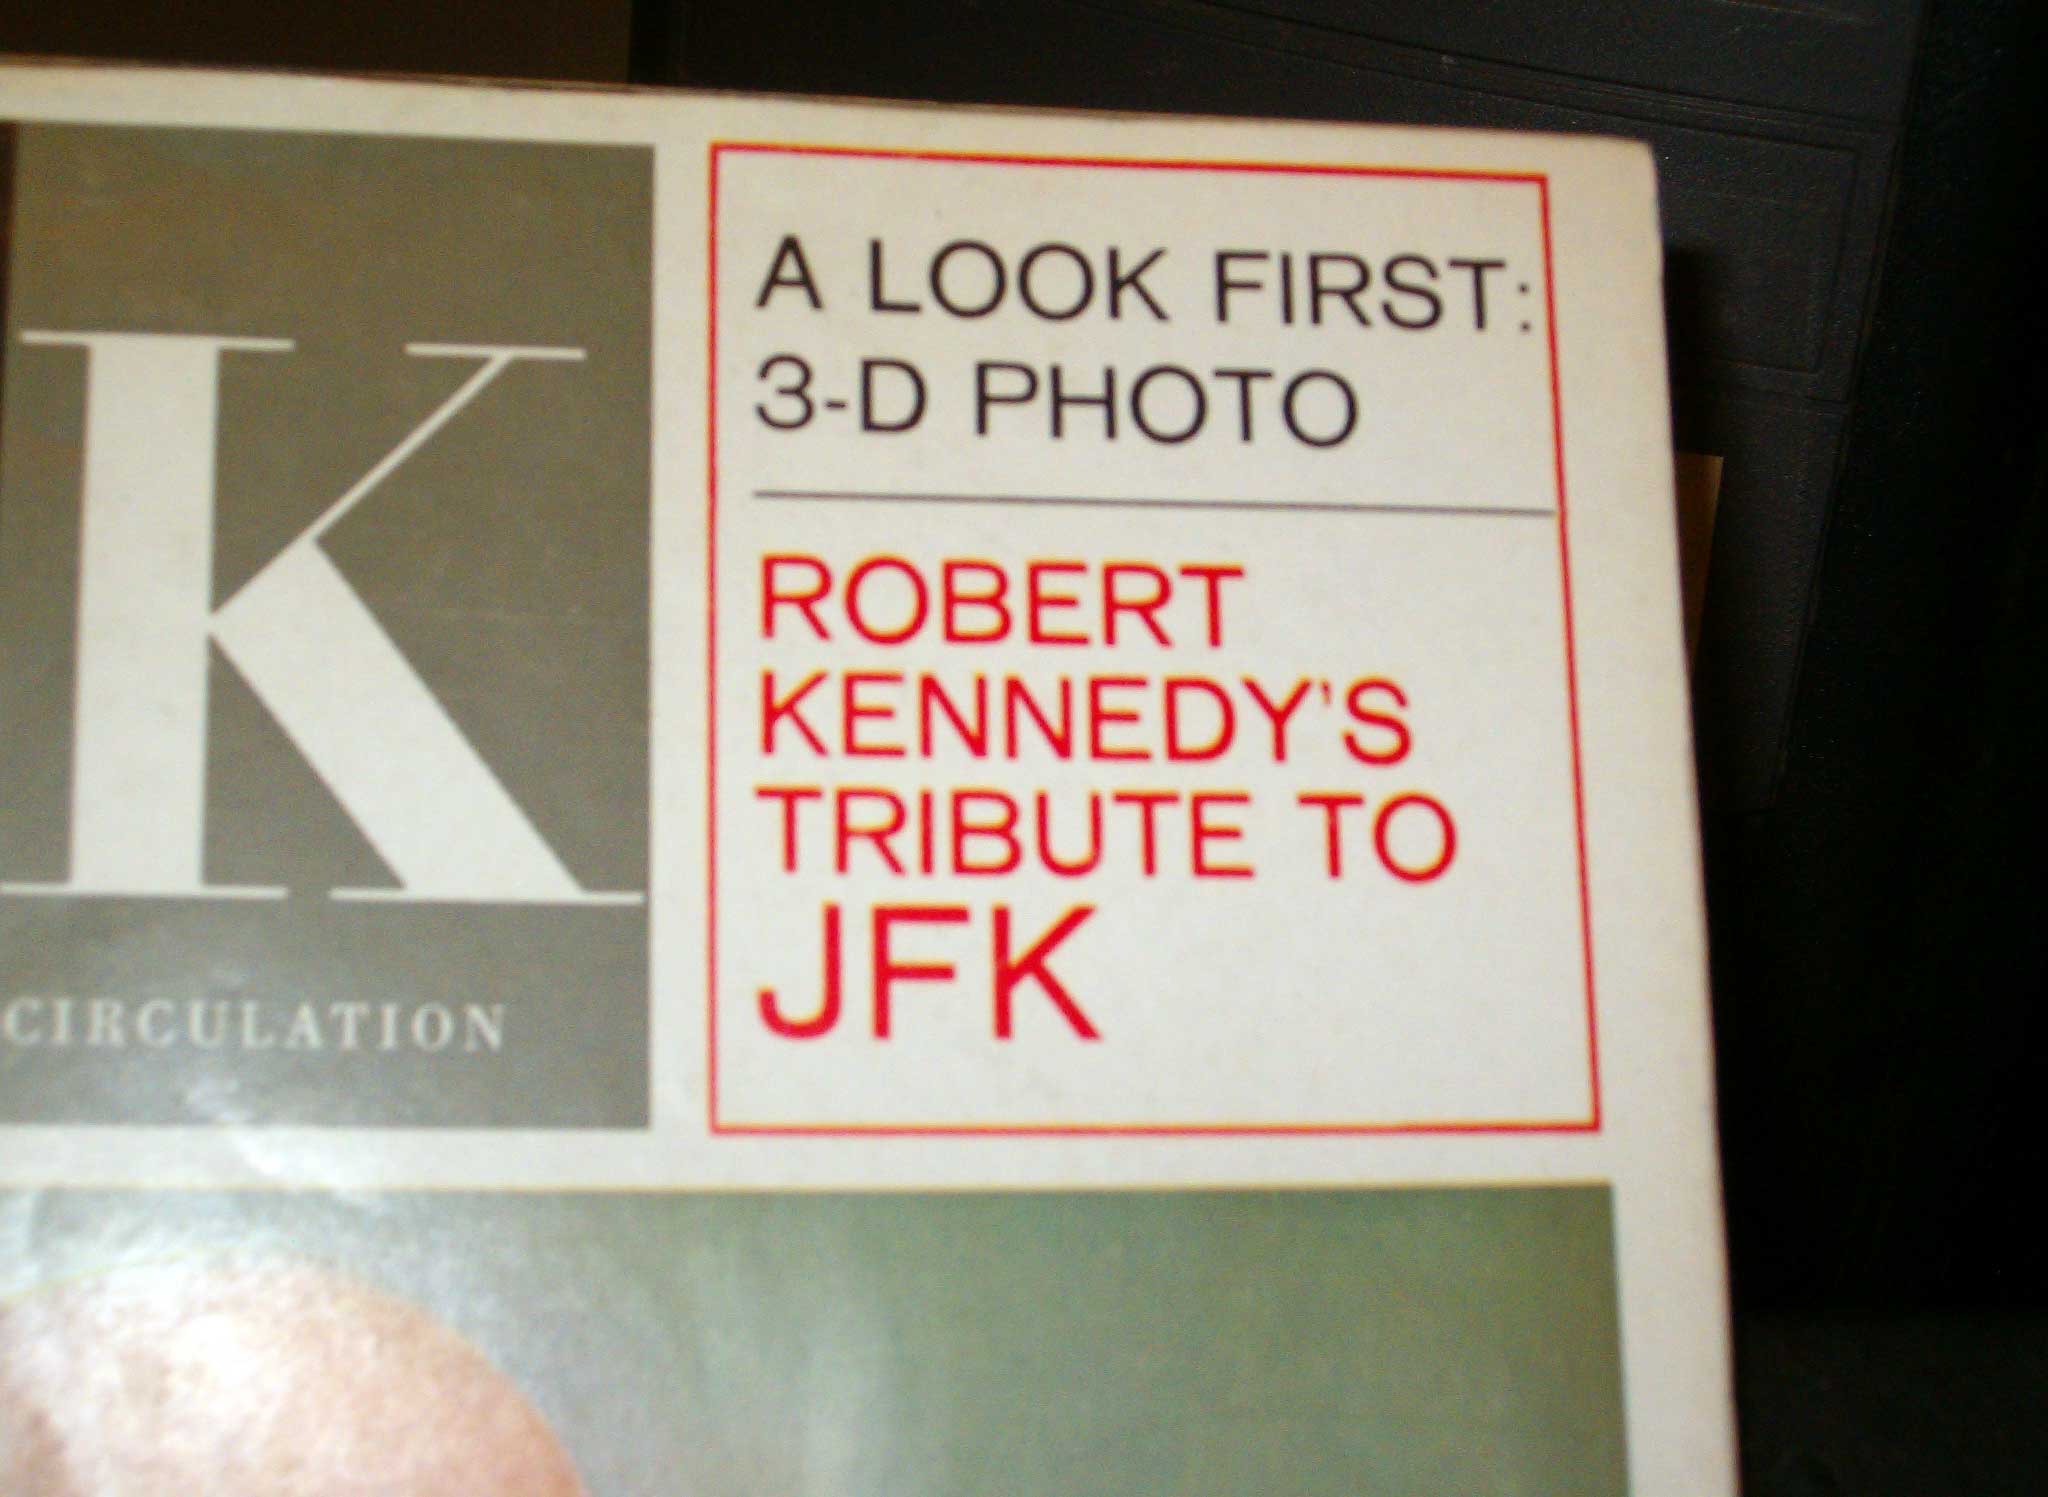 K
CIRCULATION
A LOOK FIRST:
3-D PHOTO
ROBERT
KENNEDY'S
TRIBUTE TO
JFK